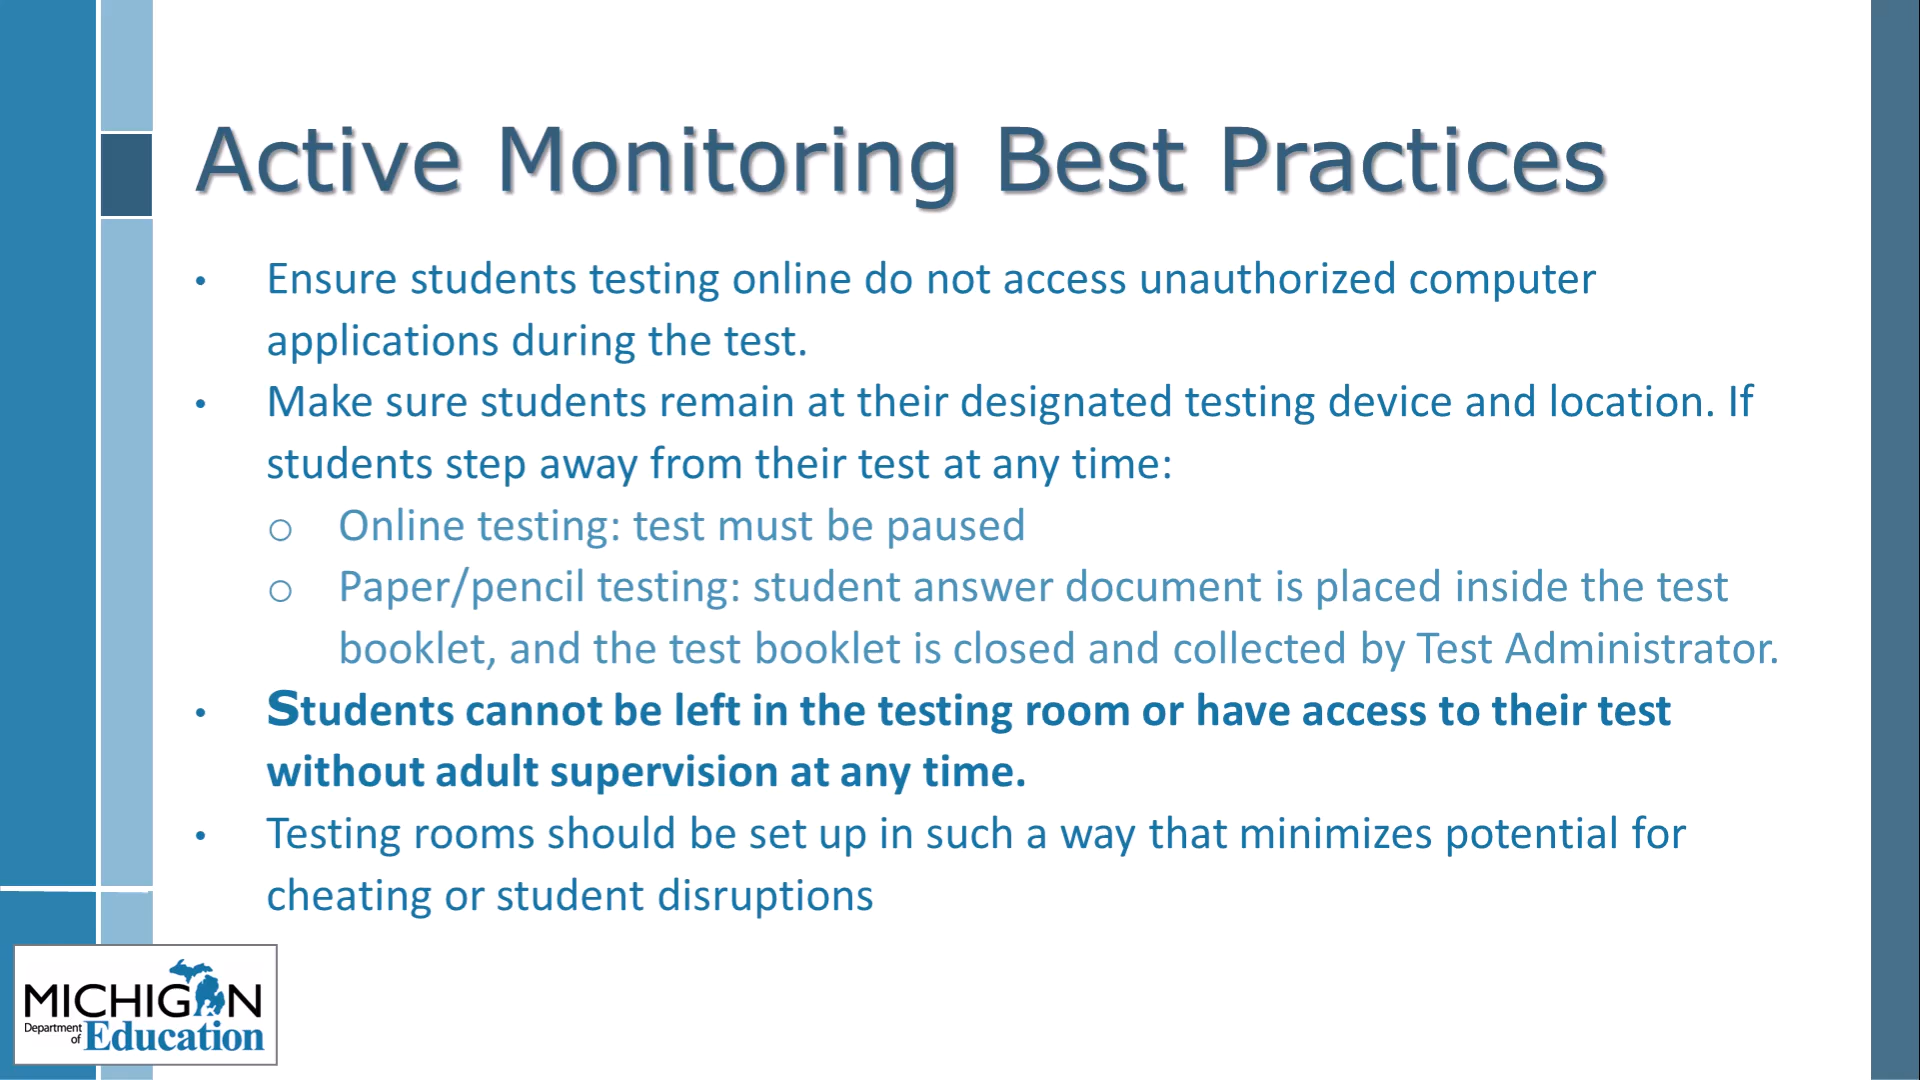 Active Monitoring Best Practices
• Ensure students testing online do not access unauthorized computer
applications during the test.
• Make sure students remain at their designated testing device and location. If
students step away from their test at any time:
o Online testing: test must be paused
o Paper/pencil testing: student answer document is placed inside the test
booklet, and the test booklet is closed and collected by Test Administrator.
• Students cannot be left in the testing room or have access to their test
without adult supervision at any time.
• Testing rooms should be set up in such a way that minimizes potential for
cheating or student disruptions
MICHIGAN
Department
of Education